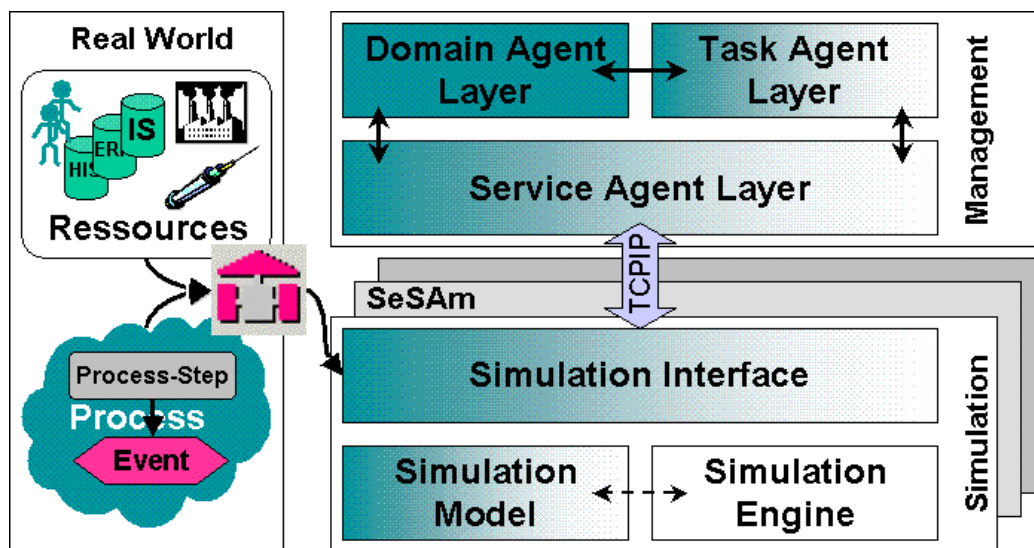 Real World
IS
ERP
HIS
Ressources
Process-Step
Process
Event
Domain Agent
Layer
Task Agent
Layer
Service Agent Layer
Management
TCPIP
SeSAm
Simulation Interface
Simulation
Model
Simulation
Engine
Simulation